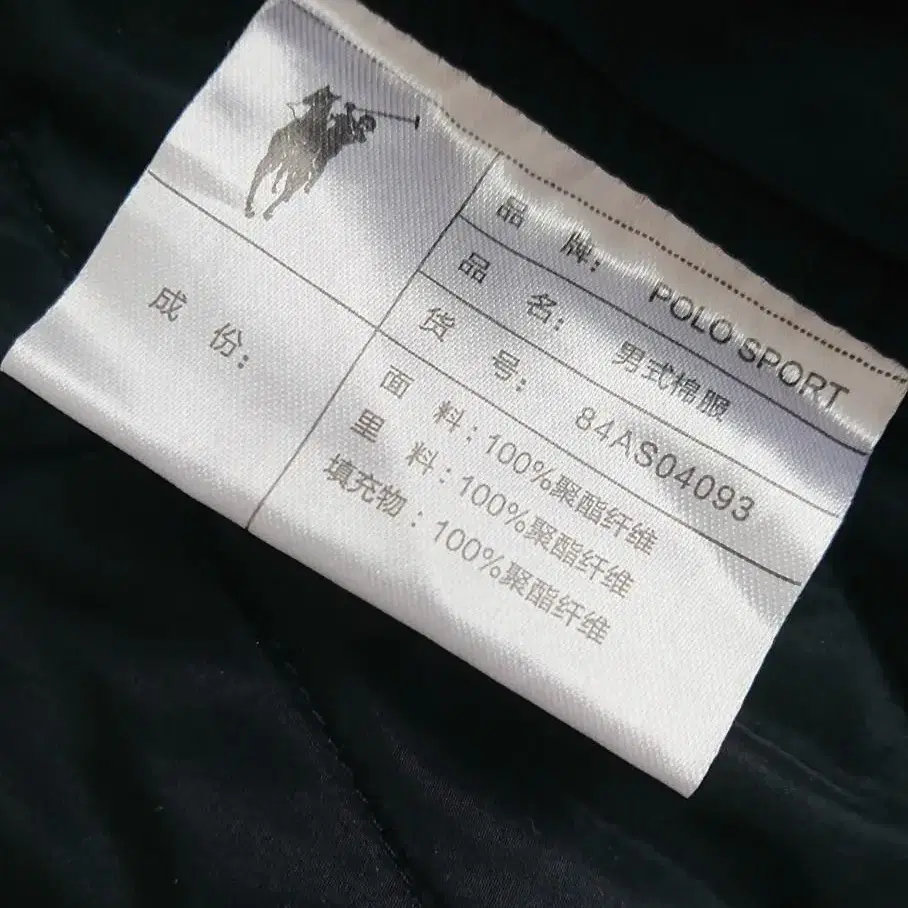 品 牌: POLO SPORT
品 名: 男式棉服
货 号: 84AS04093
成 份:
面 料: 100%聚酯纤维
里 料: 100%聚酯纤维
填充物: 100%聚酯纤维